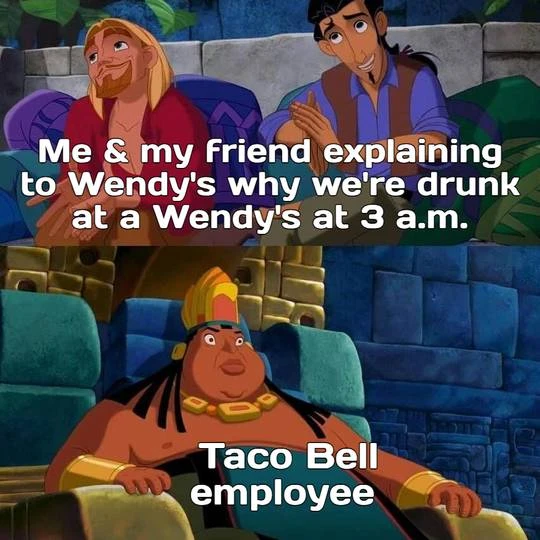 Me & my friend explaining
to Wendy's why we're drunk
at a Wendy's at 3 a.m.
Taco Bell
employee